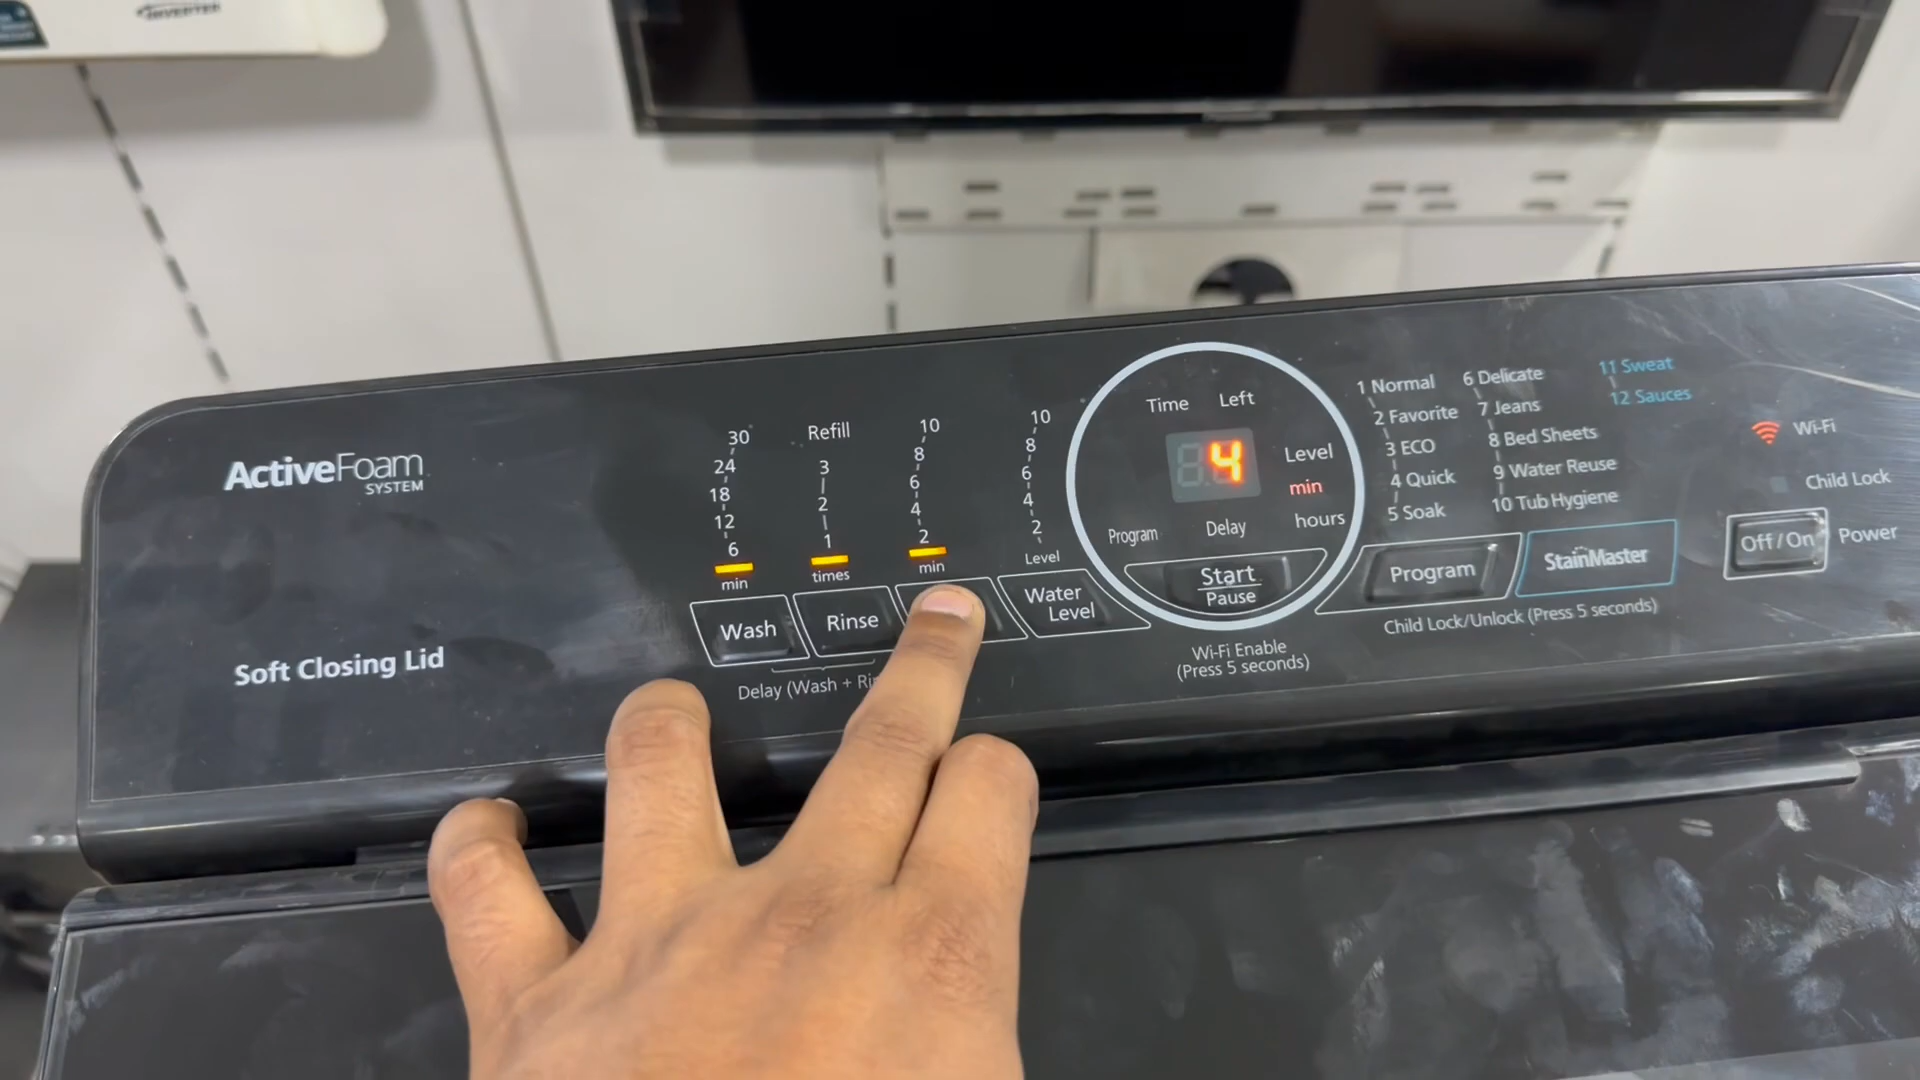 INVERTER
ActiveFoam
SYSTEM
Soft Closing Lid
30
24
18
12
6
min
Wash
Refill
3
2
1
times
Rinse
10
8
6
4
2
min
10
8
6
4
2
Level
Water
Level
Delay (Wash +
Time Left
4
Level
min
hours
Program
Delay
Start
Pause
Wi-Fi Enable
(Press 5 seconds)
1 Normal
2 Favorite
3 ECO
4 Quick
5 Soak
6 Delicate
7 Jeans
8 Bed Sheets
9 Water Reuse
10 Tub Hygiene
11 Sweat
12 Sauces
Program
StainMaster
Child Lock/Unlock (Press 5 seconds)
Wi-Fi
Child Lock
Off/On
Power